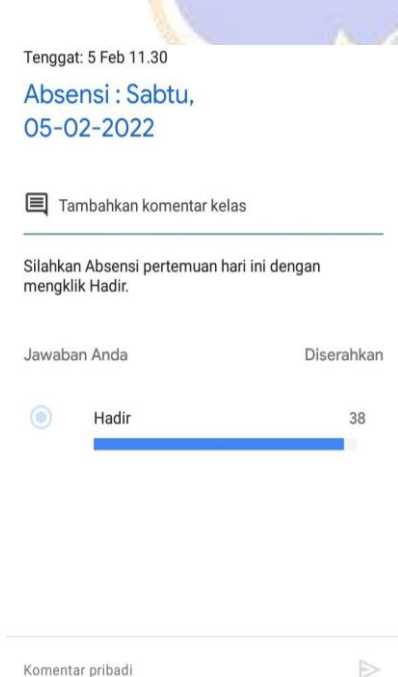 Tenggat: 5 Feb 11.30
Absensi : Sabtu,
05-02-2022
Tambahkan komentar kelas
Silahkan Absensi pertemuan hari ini dengan
mengklik Hadir.
Jawaban Anda Diserahkan
Hadir 38
Komentar pribadi